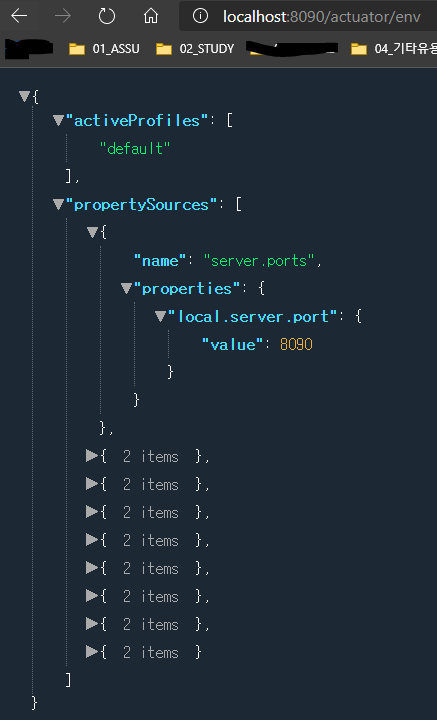 localhost:8090/actuator/env
01_ASSU 02_STUDY 04_기타유용
{
"activeProfiles": [
"default"
],
"propertySources": [
{
"name": "server.ports",
"properties": {
"local.server.port": {
"value": 8090
}
}
},
{ 2 items },
{ 2 items },
{ 2 items },
{ 2 items },
{ 2 items },
{ 2 items },
{ 2 items },
{ 2 items }
]
}